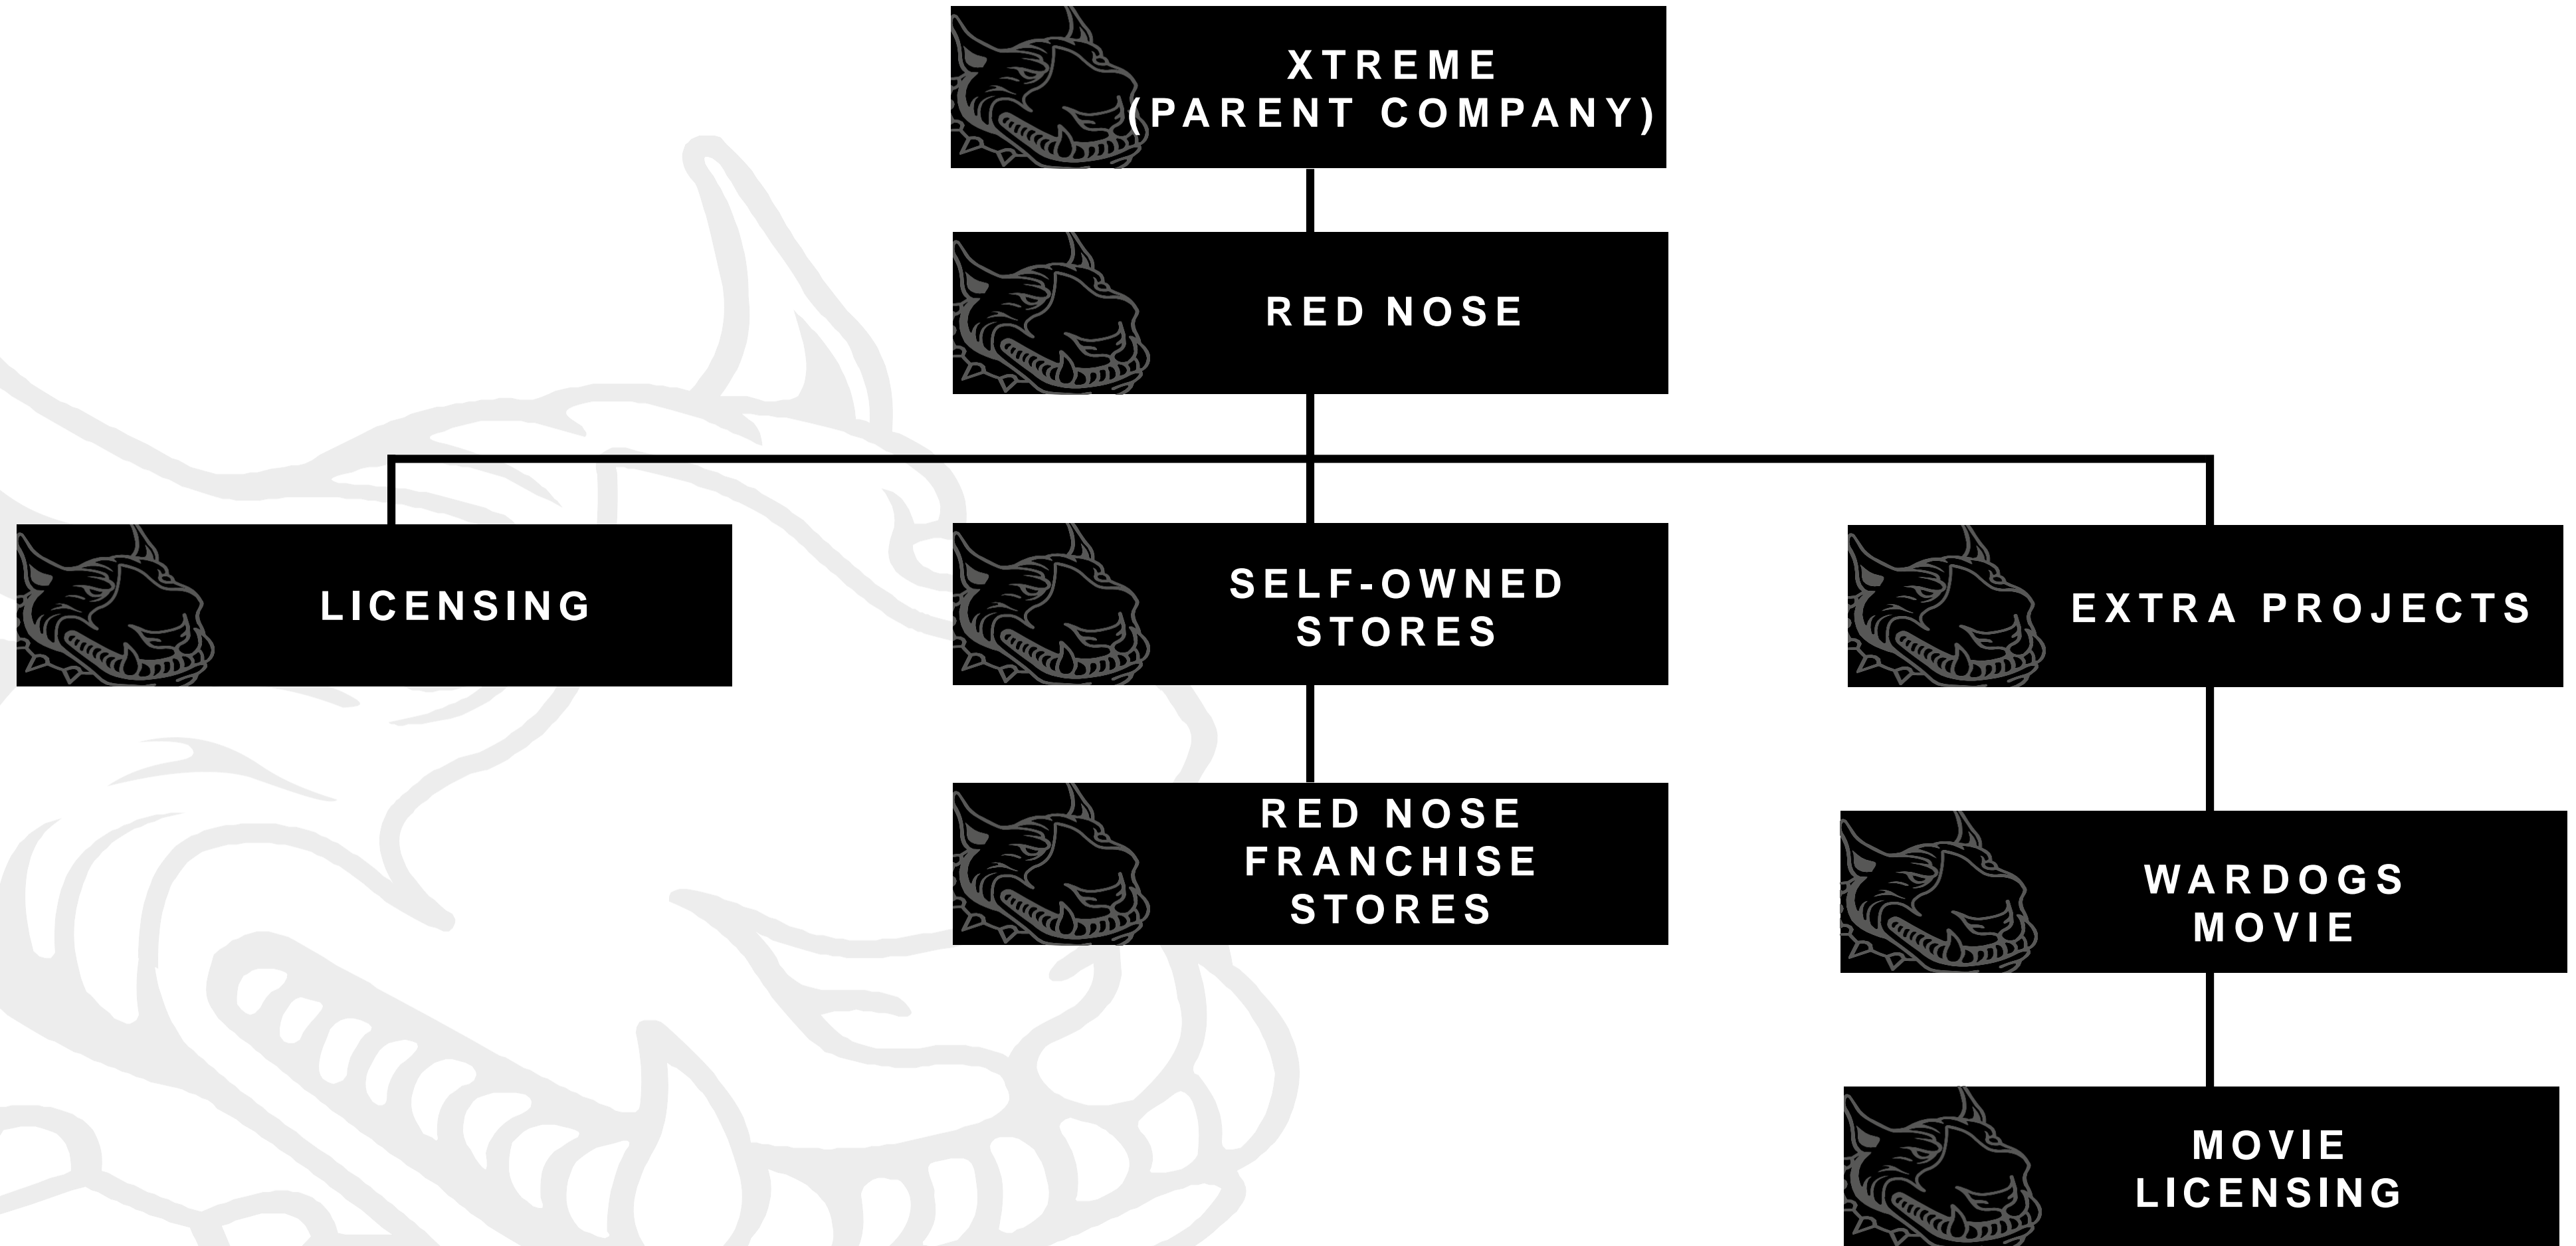 XTREME
(PARENT COMPANY)
RED NOSE
LICENSING
SELF-OWNED
STORES
EXTRA PROJECTS
RED NOSE
FRANCHISE
STORES
WARDOGS
MOVIE
MOVIE
LICENSING